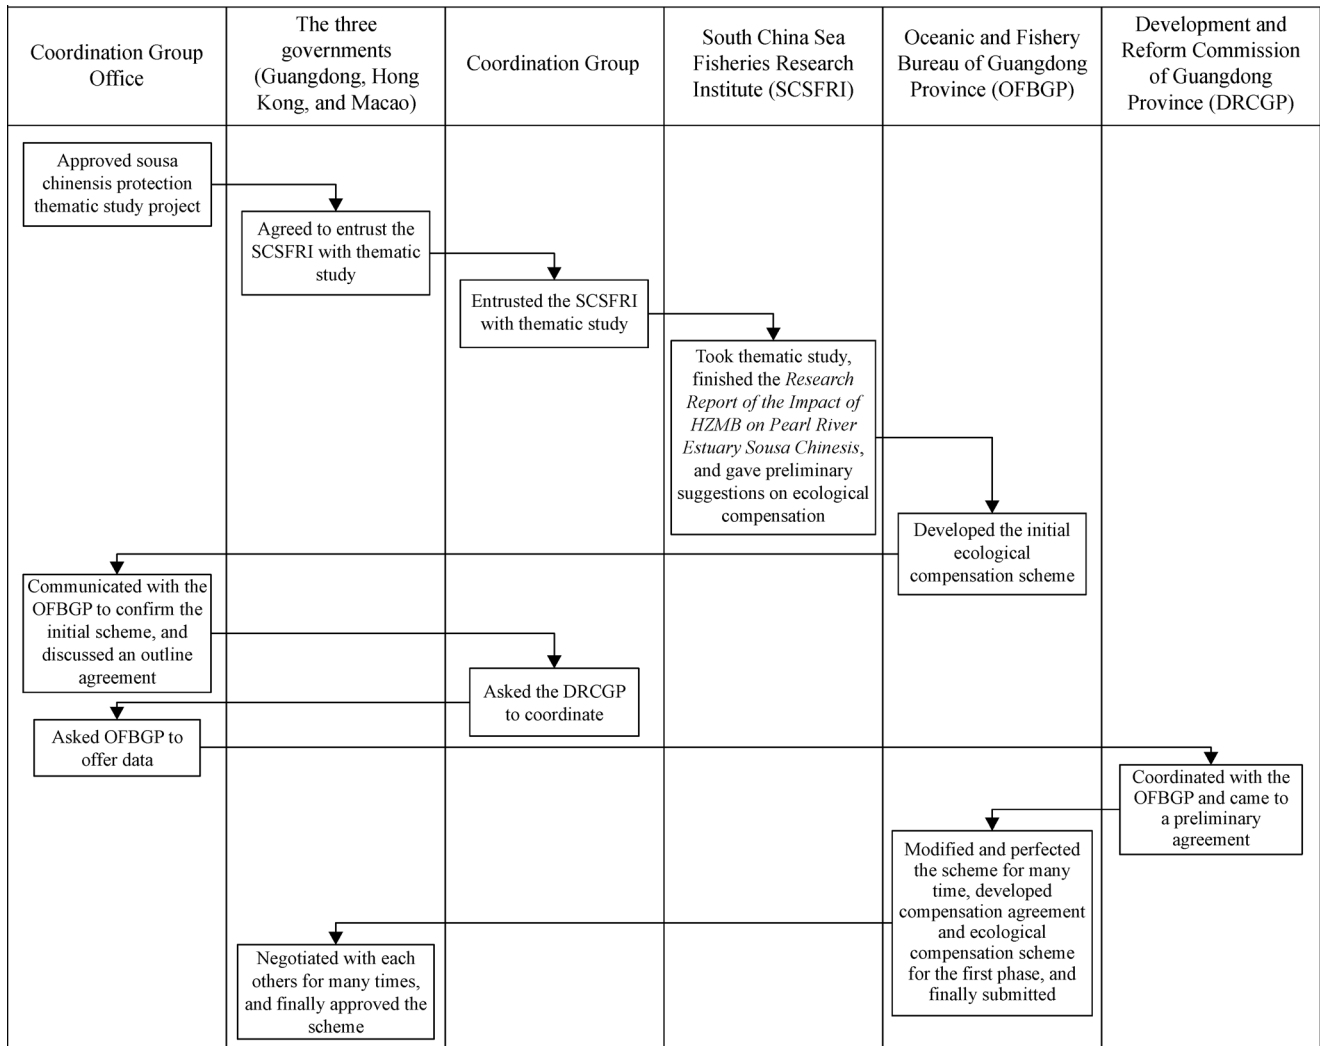 Coordination Group
Office
The three
governments
(Guangdong, Hong
Kong, and Macao)
Coordination Group
South China Sea
Fisheries Research
Institute (SCSFRI)
Oceanic and Fishery
Bureau of Guangdong
Province (OFBGP)
Development and
Reform Commission
of Guangdong
Province (DRCGP)
Approved sousa
chinensis protection
thematic study project
Agreed to entrust the
SCSFRI with thematic
study
Entrusted the SCSFRI
with thematic study
Took thematic study,
finished the Research
Report of the Impact of
HZMB on Pearl River
Estuary Sousa Chinesis,
and gave preliminary
suggestions on ecological
compensation
Developed the initial
ecological
compensation scheme
Communicated with the
OFBGP to confirm the
initial scheme, and
discussed an outline
agreement
Asked the DRCGP
to coordinate
Asked OFBGP to
offer data
Coordinated with the
OFBGP and came to
a preliminary
agreement
Modified and perfected
the scheme for many
time, developed
compensation agreement
and ecological
compensation scheme
for the first phase, and
finally submitted
Negotiated with each
others for many times,
and finally approved the
scheme